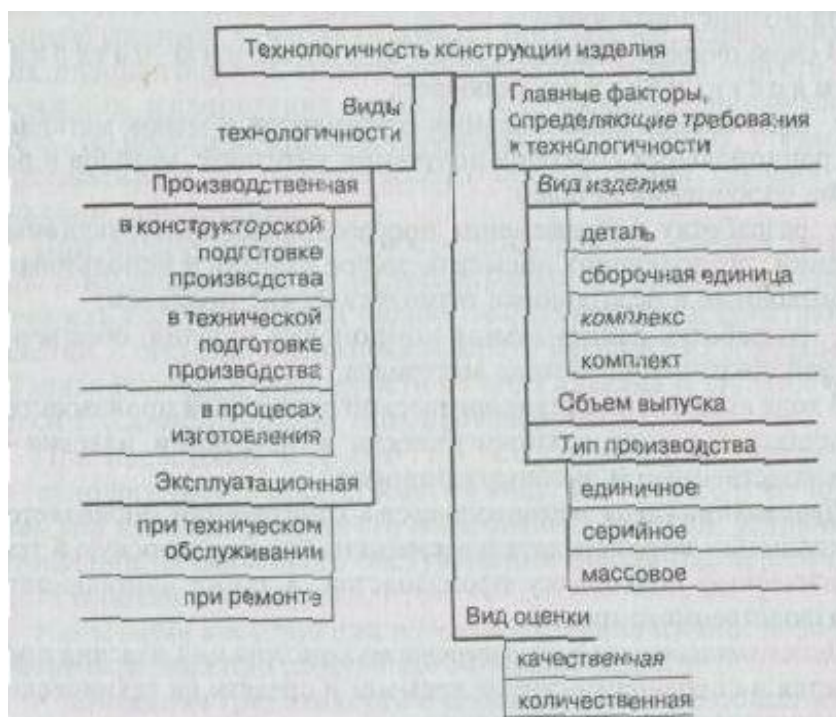 Технологичность конструкции изделия
Виды
технологичности
Производственная
в конструкторской
подготовке
производства
в технической
подготовке
производства
в процесах
изготовления
Эксплуатационная
при техническом
обслуживании
при ремонте
Главные факторы,
определяющие требования
к технологичности
Вид изделия
деталь
сборочная единица
комплекс
комплект
Объем выпуска
Тип производства
единичное
серийное
массовое
Вид оценки
качественная
количественная